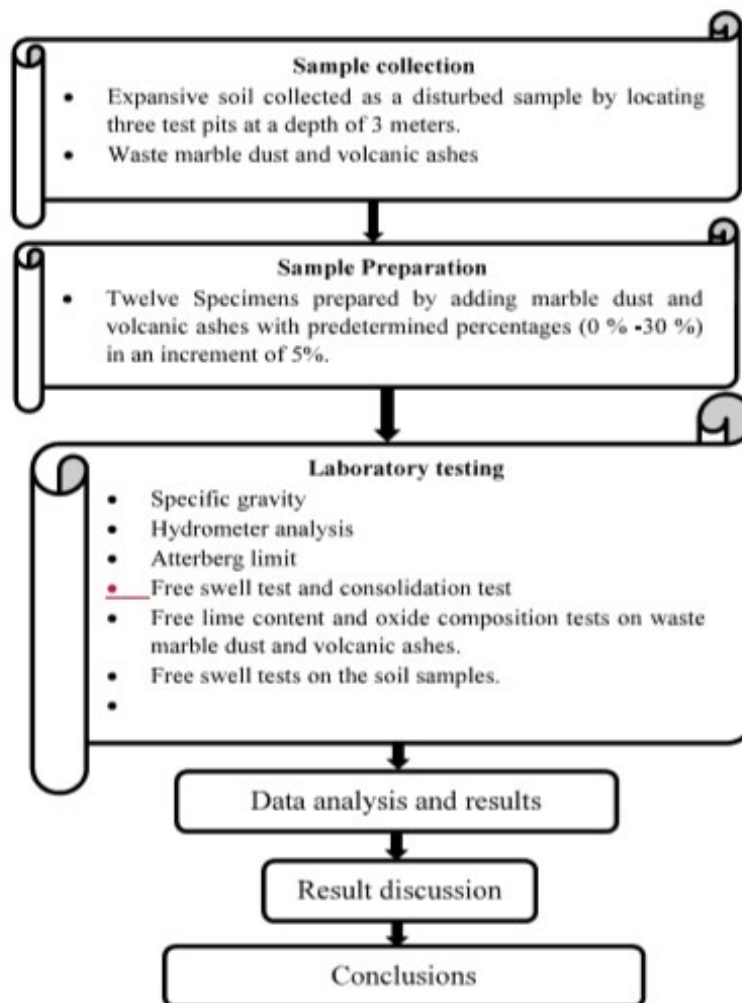 Sample collection
• Expansive soil collected as a disturbed sample by locating
three test pits at a depth of 3 meters.
• Waste marble dust and volcanic ashes
Sample Preparation
• Twelve Specimens prepared by adding marble dust and
volcanic ashes with predetermined percentages (0 % -30 %)
in an increment of 5%.
Laboratory testing
• Specific gravity
• Hydrometer analysis
• Atterberg limit
• Free swell test and consolidation test
• Free lime content and oxide composition tests on waste
marble dust and volcanic ashes.
• Free swell tests on the soil samples.
•
Data analysis and results
Result discussion
Conclusions